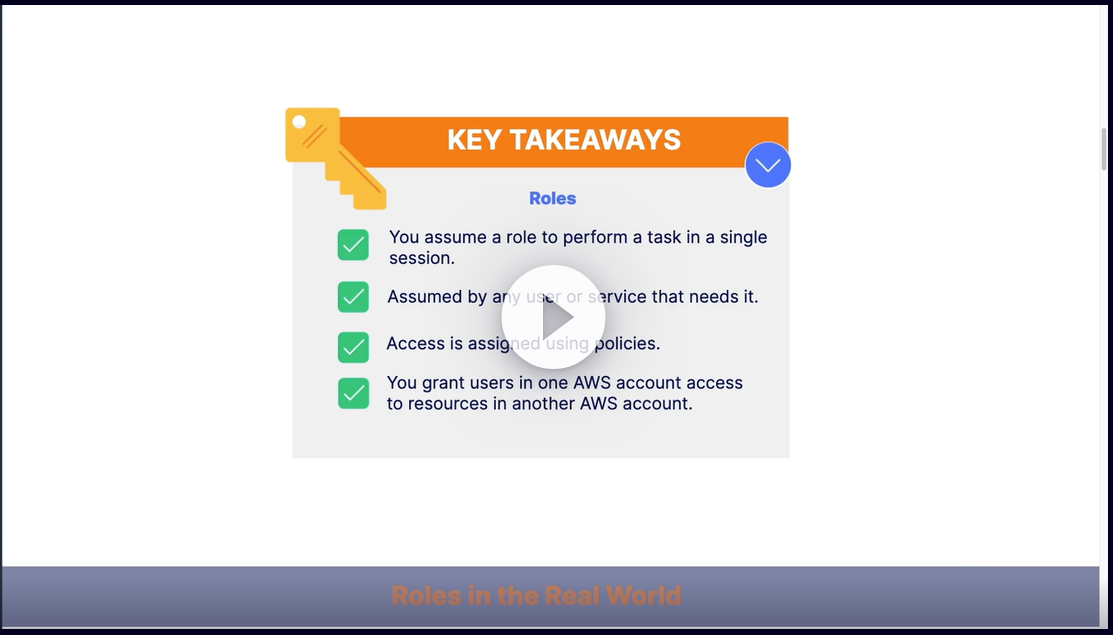 KEY TAKEAWAYS
Roles
You assume a role to perform a task in a single
session.
Assumed by any user or service that needs it.
Access is assigned using policies.
You grant users in one AWS account access
to resources in another AWS account.
Roles in the Real World